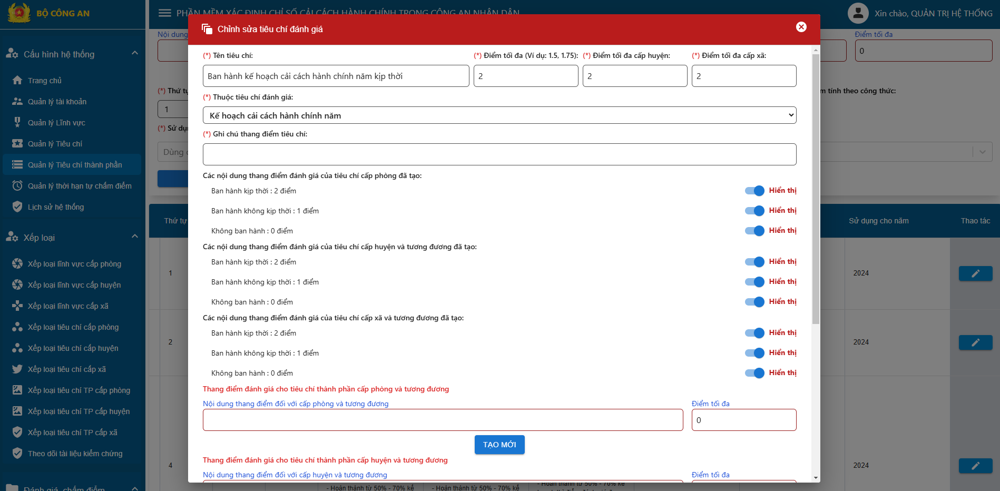 BỘ CÔNG AN
PHẦN MỀM XÁC ĐỊNH CHỈ SỐ CẢI CÁCH HÀNH CHÍNH TRONG CÔNG AN NHÂN DÂN
Xin chào, QUẢN TRỊ HỆ THỐNG
Cấu hình hệ thống
Trang chủ
Quản lý tài khoản
Quản lý Lĩnh vực
Quản lý Tiêu chí
Quản lý Tiêu chí thành phần
Quản lý thời hạn tự chấm điểm
Lịch sử hệ thống
Xếp loại
Xếp loại lĩnh vực cấp phòng
Xếp loại lĩnh vực cấp huyện
Xếp loại lĩnh vực cấp xã
Xếp loại tiêu chí cấp phòng
Xếp loại tiêu chí cấp huyện
Xếp loại tiêu chí cấp xã
Xếp loại tiêu chí TP cấp phòng
Xếp loại tiêu chí TP cấp huyện
Xếp loại tiêu chí TP cấp xã
Theo dõi tài liệu kiểm chứng
Đánh giá, chấm điểm
Nội dung
Điểm tối đa
0
(*) Thứ tự
m tính theo công thức:
1
(*) Sử dụ
Dùng
Thứ tự
Sử dụng cho năm
Thao tác
1
2024
2
2024
4
2024
- Hoàn thành từ 50% - 70% kế
- Hoàn thành từ 50% - 70% kế
- Hoàn thành từ 50% - 70% kế
Chỉnh sửa tiêu chí đánh giá
(*) Tên tiêu chí:
(*) Điểm tối đa (Ví dụ: 1.5, 1.75):
(*) Điểm tối đa cấp huyện:
(*) Điểm tối đa cấp xã:
Ban hành kế hoạch cải cách hành chính năm kịp thời
2
2
2
(*) Thuộc tiêu chí đánh giá:
Kế hoạch cải cách hành chính năm
(*) Ghi chú thang điểm tiêu chí:
Các nội dung thang điểm đánh giá của tiêu chí cấp phòng đã tạo:
Ban hành kịp thời : 2 điểm
Hiển thị
Ban hành không kịp thời : 1 điểm
Hiển thị
Không ban hành : 0 điểm
Hiển thị
Các nội dung thang điểm đánh giá của tiêu chí cấp huyện và tương đương đã tạo:
Ban hành kịp thời : 2 điểm
Hiển thị
Ban hành không kịp thời : 1 điểm
Hiển thị
Không ban hành : 0 điểm
Hiển thị
Các nội dung thang điểm đánh giá của tiêu chí cấp xã và tương đương đã tạo:
Ban hành kịp thời : 2 điểm
Hiển thị
Ban hành không kịp thời : 1 điểm
Hiển thị
Không ban hành : 0 điểm
Hiển thị
Thang điểm đánh giá cho tiêu chí thành phần cấp phòng và tương đương
Nội dung thang điểm đối với cấp phòng và tương đương
Điểm tối đa
0
TẠO MỚI
Thang điểm đánh giá cho tiêu chí thành phần cấp huyện và tương đương
Nội dung thang điểm đối với cấp huyện và tương đương
Điểm tối đa